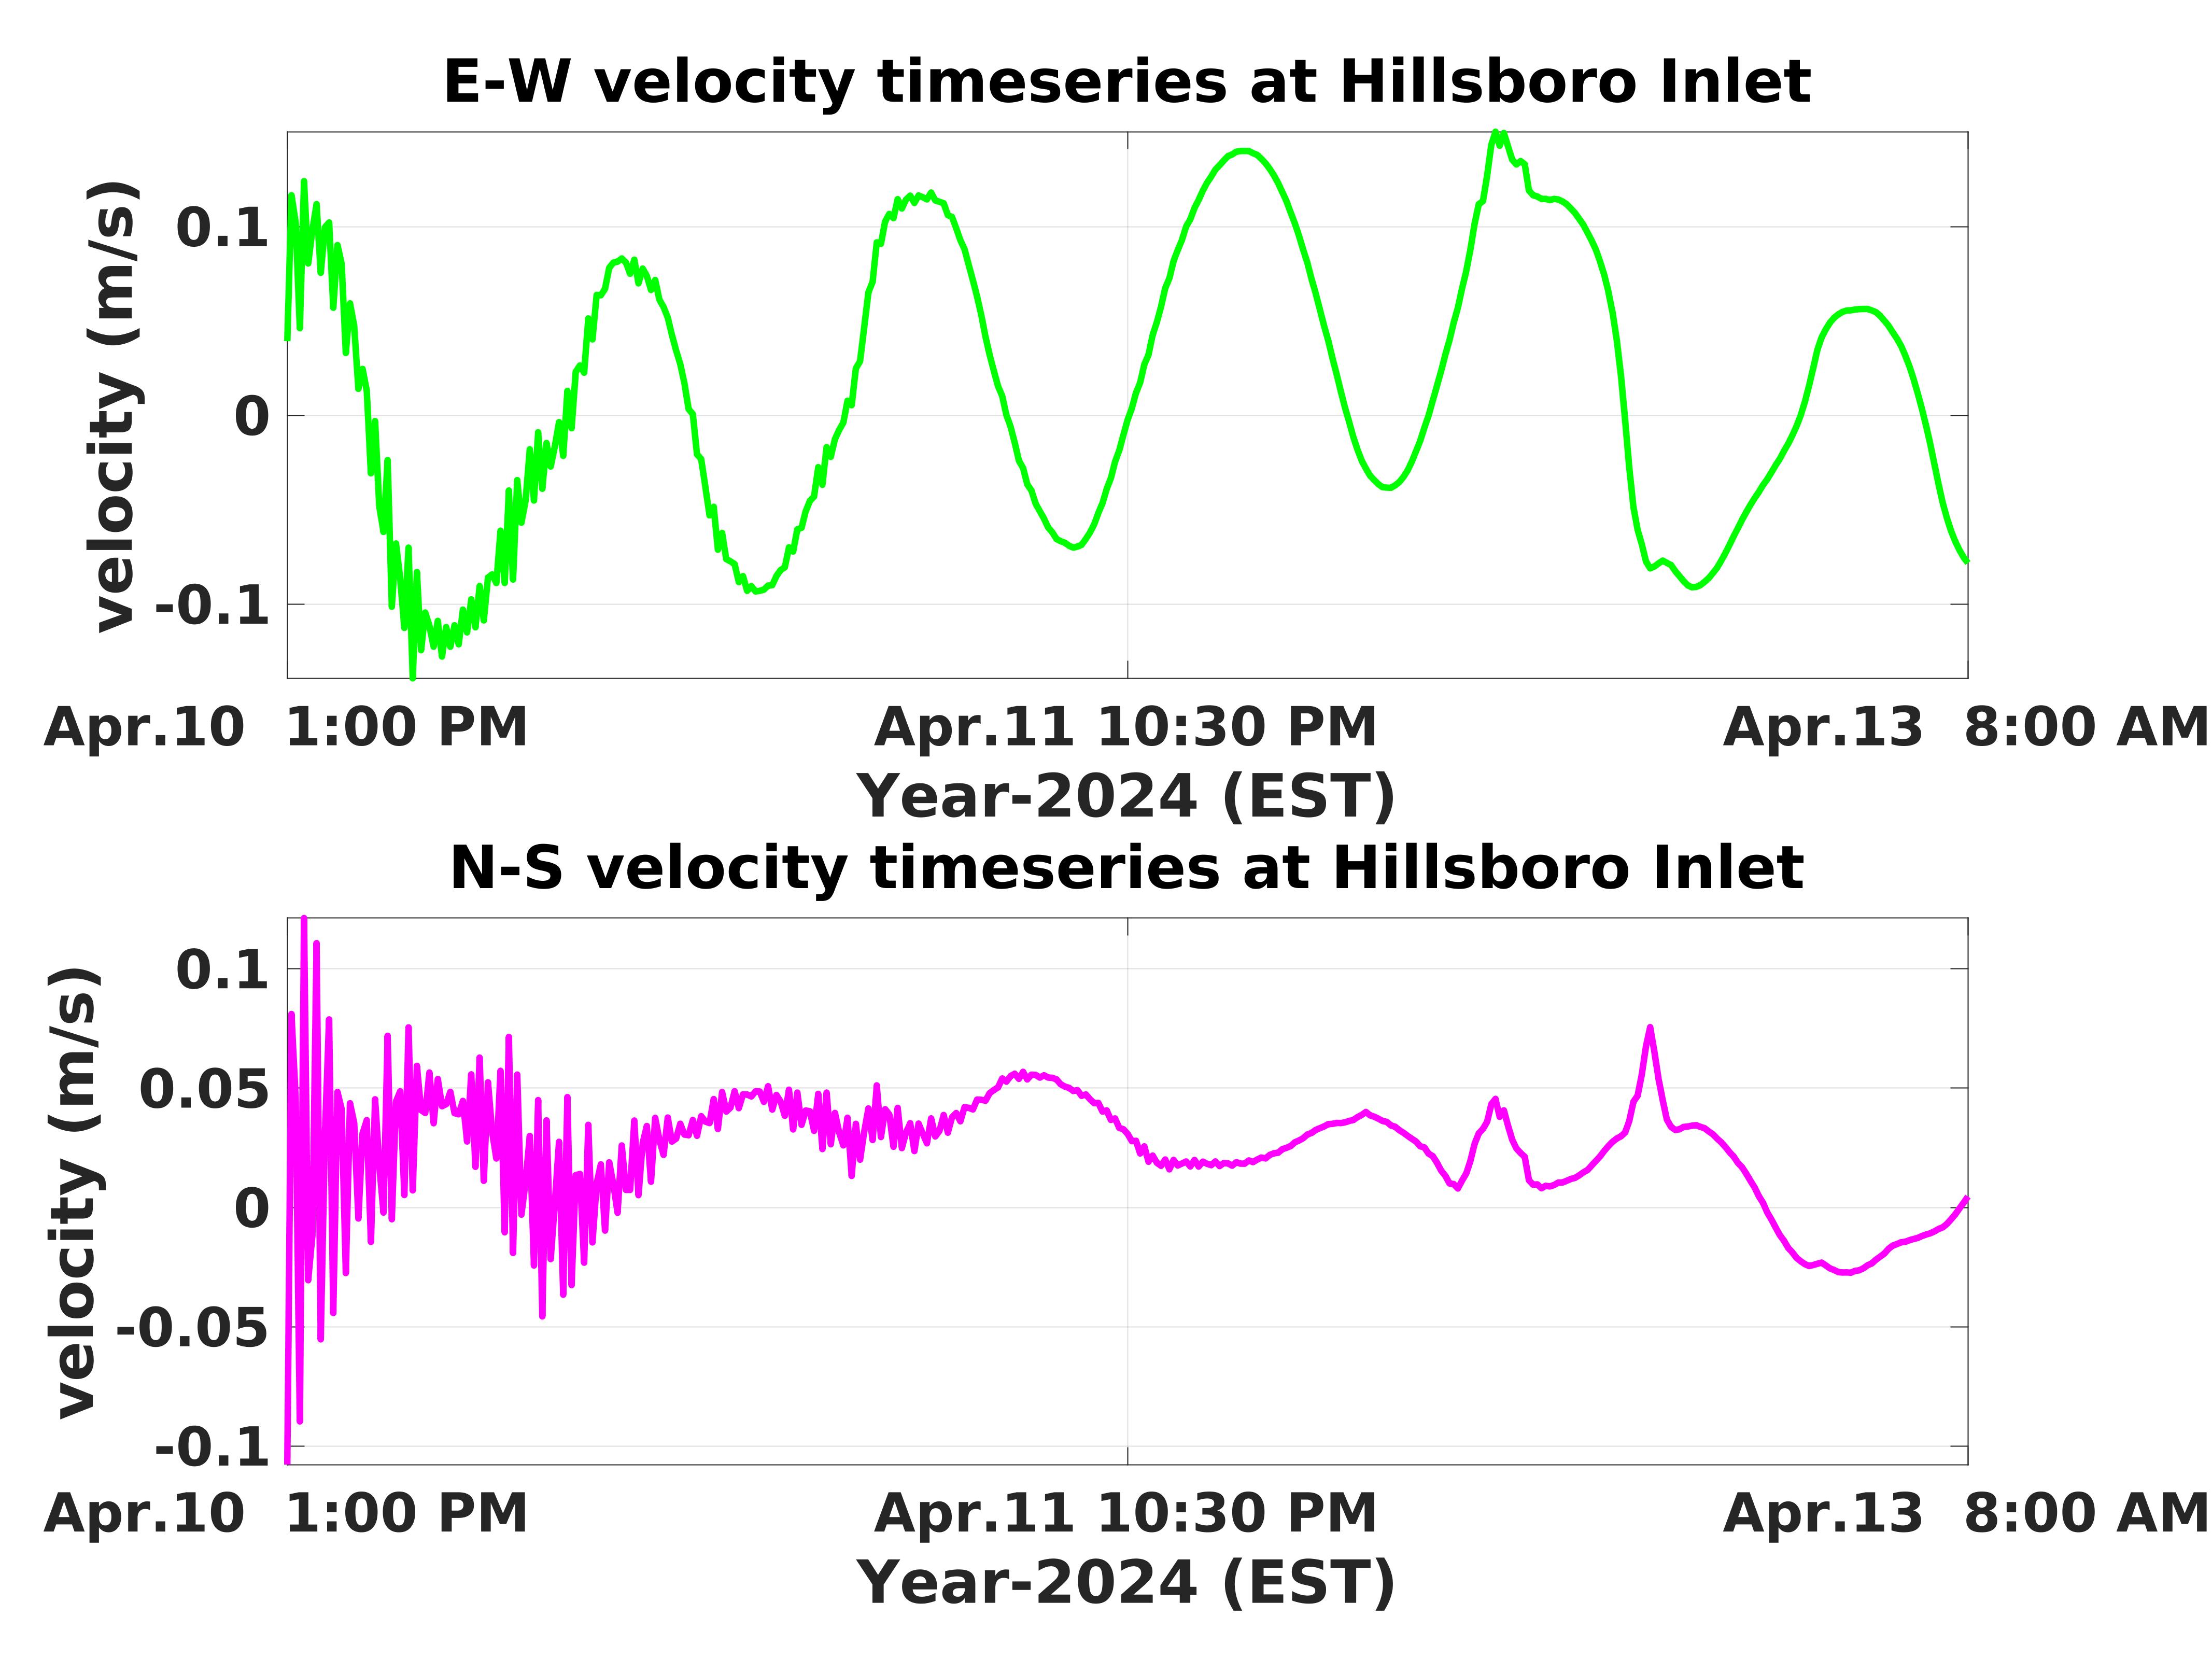 E-W velocity timeseries at Hillsboro Inlet
velocity (m/s)
0.1
0
-0.1
Apr.10  1:00 PM
Apr.11 10:30 PM
Apr.13  8:00 AM
Year-2024 (EST)
N-S velocity timeseries at Hillsboro Inlet
velocity (m/s)
0.1
0.05
0
-0.05
-0.1
Apr.10  1:00 PM
Apr.11 10:30 PM
Apr.13  8:00 AM
Year-2024 (EST)